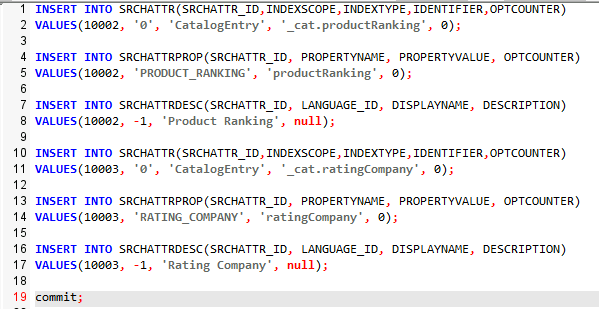 1 INSERT INTO SRCHATTR(SRCHATTR_ID,INDEXSCOPE,INDEXTYPE,IDENTIFIER,OPTCOUNTER)
2 VALUES(10002, '0', 'CatalogEntry', '_cat.productRanking', 0);
3
4 INSERT INTO SRCHATTRPROP(SRCHATTR_ID, PROPERTYNAME, PROPERTYVALUE, OPTCOUNTER)
5 VALUES(10002, 'PRODUCT_RANKING', 'productRanking', 0);
6
7 INSERT INTO SRCHATTRDESC(SRCHATTR_ID, LANGUAGE_ID, DISPLAYNAME, DESCRIPTION)
8 VALUES(10002, -1, 'Product Ranking', null);
9
10 INSERT INTO SRCHATTR(SRCHATTR_ID,INDEXSCOPE,INDEXTYPE,IDENTIFIER,OPTCOUNTER)
11 VALUES(10003, '0', 'CatalogEntry', '_cat.ratingCompany', 0);
12
13 INSERT INTO SRCHATTRPROP(SRCHATTR_ID, PROPERTYNAME, PROPERTYVALUE, OPTCOUNTER)
14 VALUES(10003, 'RATING_COMPANY', 'ratingCompany', 0);
15
16 INSERT INTO SRCHATTRDESC(SRCHATTR_ID, LANGUAGE_ID, DISPLAYNAME, DESCRIPTION)
17 VALUES(10003, -1, 'Rating Company', null);
18
19 commit;